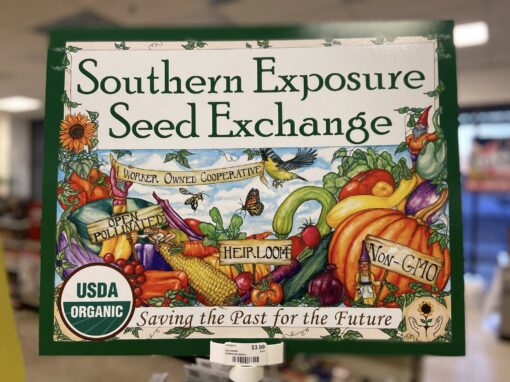 Southern Exposure
Seed Exchange
A WORKER OWNED COOPERATIVE
OPEN
POLLINATED
HEIRLOOM
NON-GMO
USDA
ORGANIC
Saving the Past for the Future
$3.99